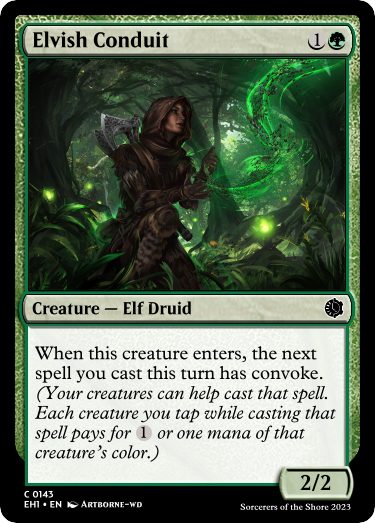 Elvish Conduit 1
Creature — Elf Druid
When this creature enters, the next
spell you cast this turn has convoke.
(Your creatures can help cast that spell.
Each creature you tap while casting that
spell pays for 1 or one mana of that
creature's color.)
2/2
C 0143
EH1 • EN Artborne-wd
Sorcerers of the Shore 2023